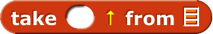 take ↑ from